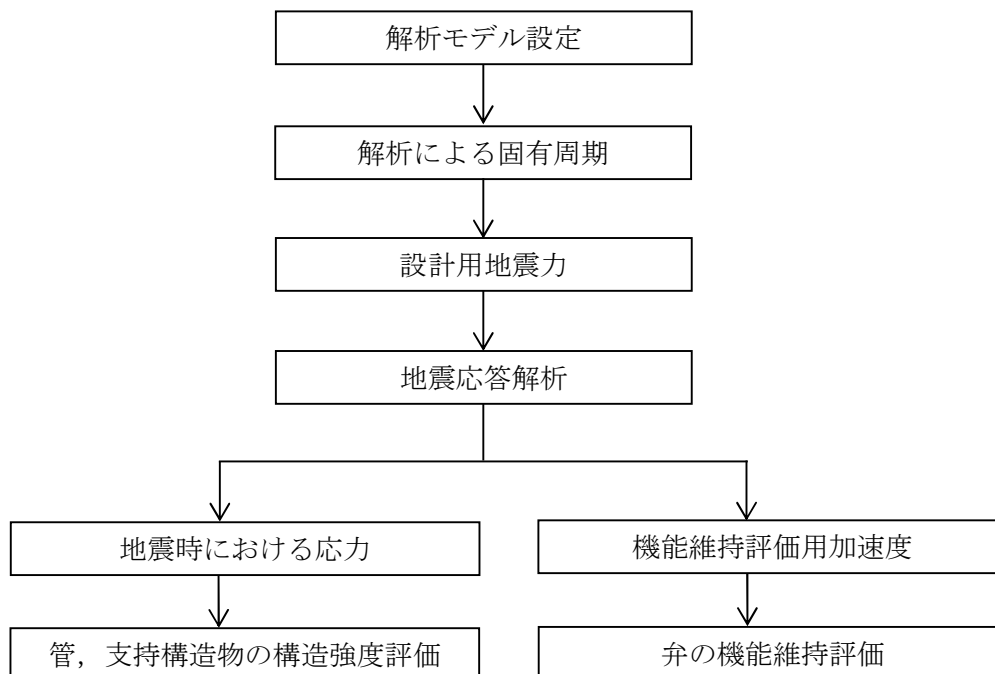 解析モデル設定
解析による固有周期
設計用地震力
地震応答解析
地震時における応力
機能維持評価用加速度
管，支持構造物の構造強度評価
弁の機能維持評価